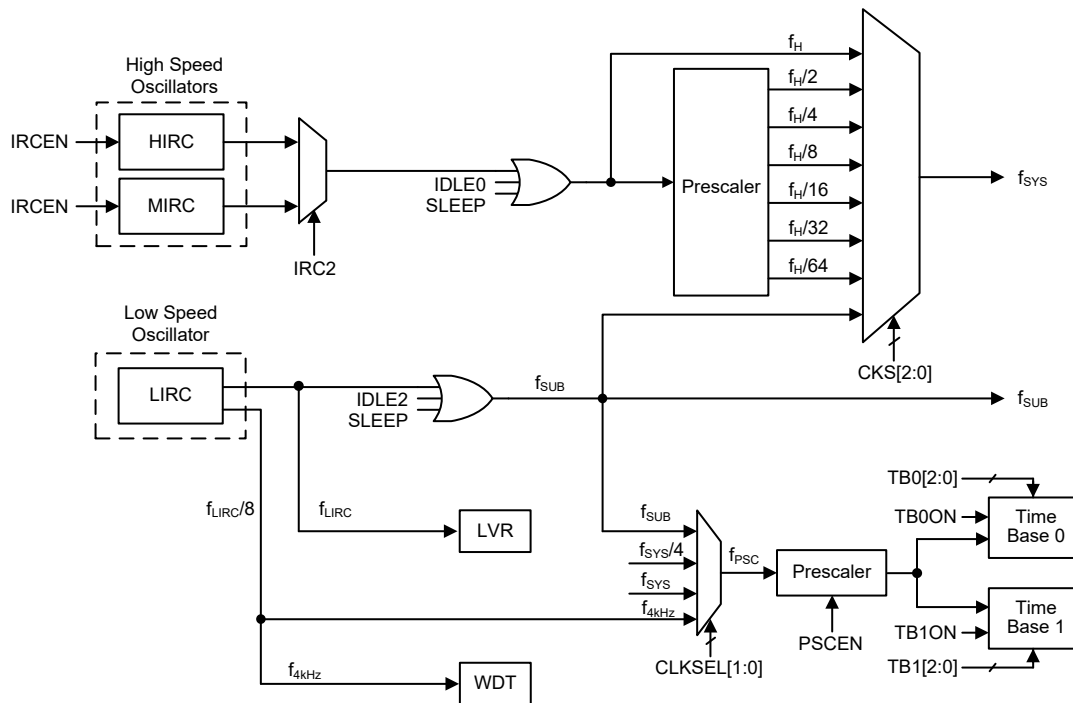 High Speed
Oscillators
IRCEN
HIRC
IRCEN
MIRC
IRC2
IDLE0
SLEEP
Prescaler
fH
fH/2
fH/4
fH/8
fH/16
fH/32
fH/64
fSYS
CKS[2:0]
Low Speed
Oscillator
LIRC
IDLE2
SLEEP
fSUB
fSUB
fLIRC/8
fLIRC
LVR
fSUB
fSYS/4
fSYS
f4kHz
CLKSEL[1:0]
fPSC
Prescaler
PSCEN
TB0[2:0]
TB0ON
Time
Base 0
Time
Base 1
TB1ON
TB1[2:0]
f4kHz
WDT